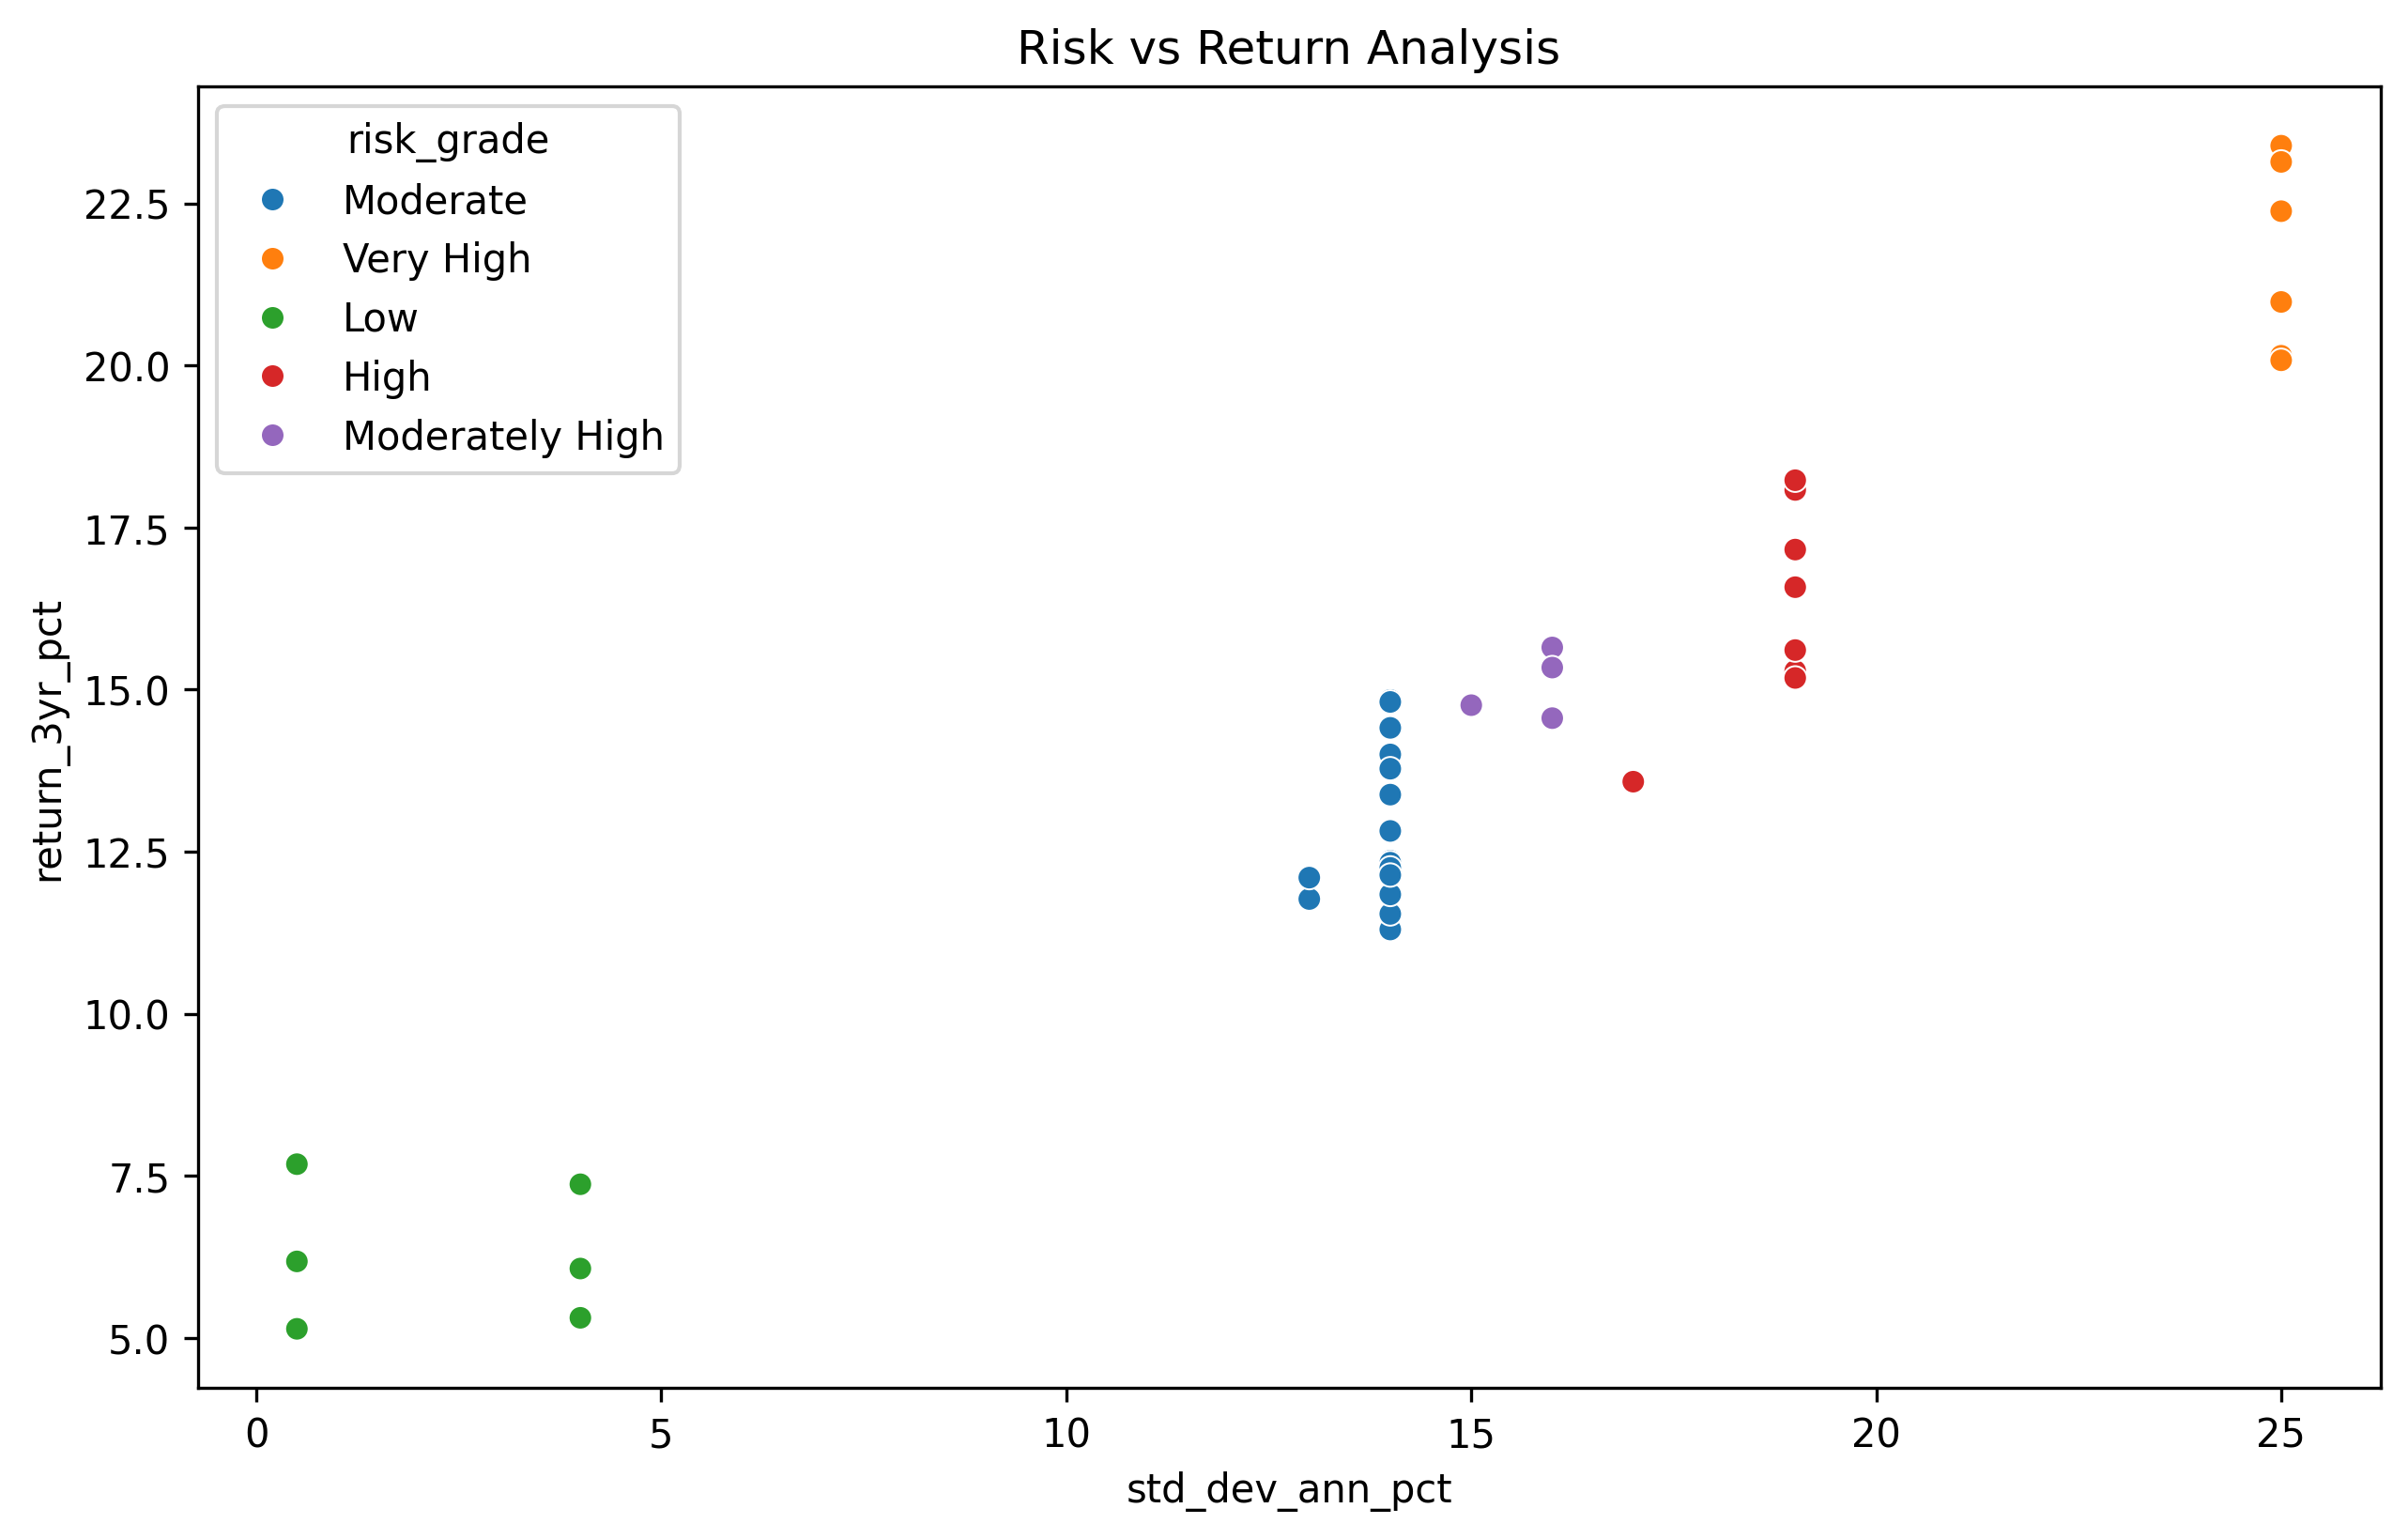 Risk vs Return Analysis
risk_grade
Moderate
Very High
Low
High
Moderately High
return_3yr_pct
22.5
20.0
17.5
15.0
12.5
10.0
7.5
5.0
0 5 10 15 20 25
std_dev_ann_pct